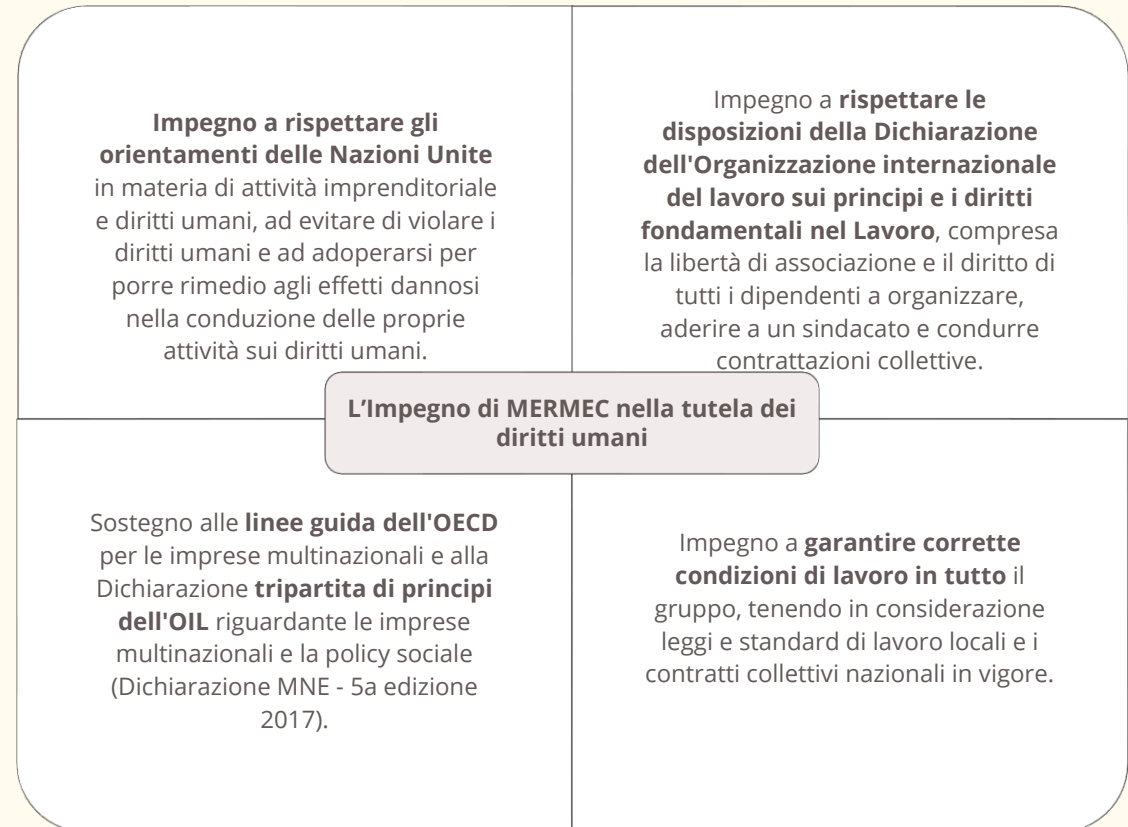 Impegno a rispettare gli
orientamenti delle Nazioni Unite
in materia di attività imprenditoriale
e diritti umani, ad evitare di violare i
diritti umani e ad adoperarsi per
porre rimedio agli effetti dannosi
nella conduzione delle proprie
attività sui diritti umani.
Impegno a rispettare le
disposizioni della Dichiarazione
dell'Organizzazione internazionale
del lavoro sui principi e i diritti
fondamentali nel Lavoro, compresa
la libertà di associazione e il diritto di
tutti i dipendenti a organizzare,
aderire a un sindacato e condurre
contrattazioni collettive.
L’Impegno di MERMEC nella tutela dei
diritti umani
Sostegno alle linee guida dell'OECD
per le imprese multinazionali e alla
Dichiarazione tripartita di principi
dell'OIL riguardante le imprese
multinazionali e la policy sociale
(Dichiarazione MNE - 5a edizione
2017).
Impegno a garantire corrette
condizioni di lavoro in tutto il
gruppo, tenendo in considerazione
leggi e standard di lavoro locali e i
contratti collettivi nazionali in vigore.